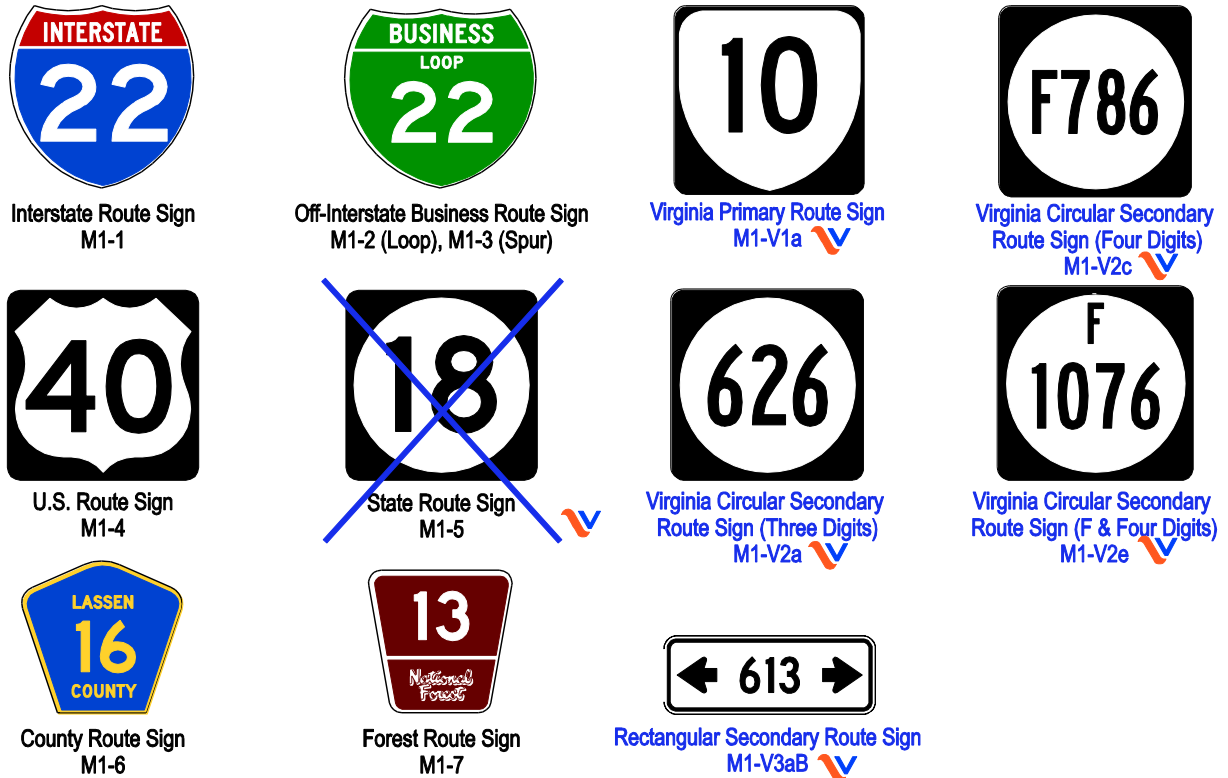 INTERSTATE
22
Interstate Route Sign
M1-1
BUSINESS
LOOP
22
Off-Interstate Business Route Sign
M1-2 (Loop), M1-3 (Spur)
10
Virginia Primary Route Sign
M1-V1a
F786
Virginia Circular Secondary
Route Sign (Four Digits)
M1-V2c
40
U.S. Route Sign
M1-4
18
State Route Sign
M1-5
626
Virginia Circular Secondary
Route Sign (Three Digits)
M1-V2a
F
1076
Virginia Circular Secondary
Route Sign (F & Four Digits)
M1-V2e
LASSEN
16
COUNTY
County Route Sign
M1-6
13
National
Forest
Forest Route Sign
M1-7
613
Rectangular Secondary Route Sign
M1-V3aB